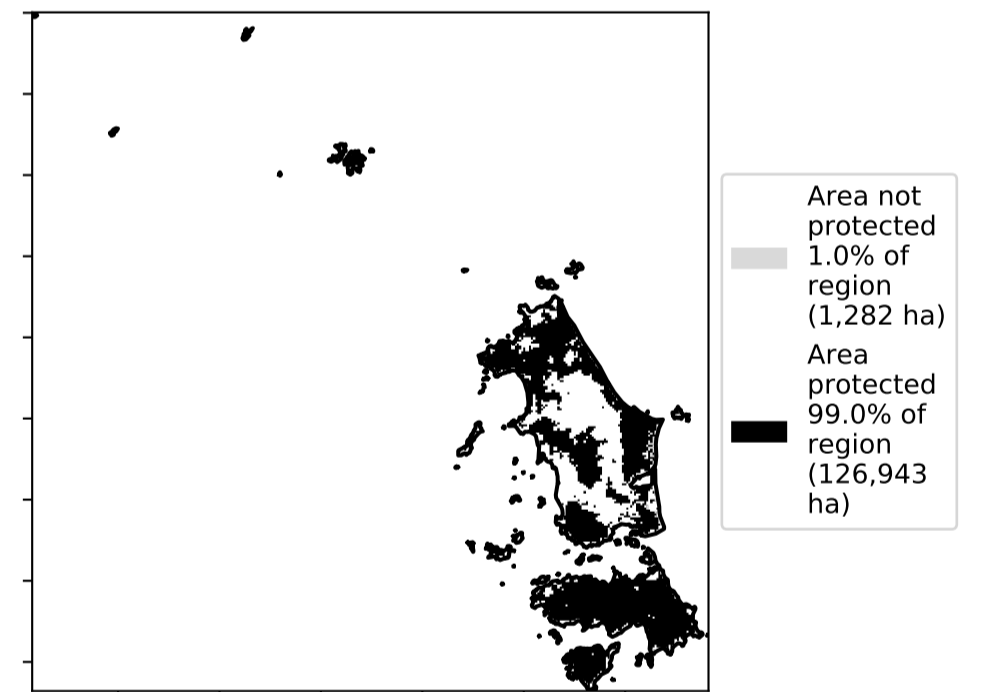 Area not
protected
1.0% of
region
(1,282 ha)
Area
protected
99.0% of
region
(126,943
ha)